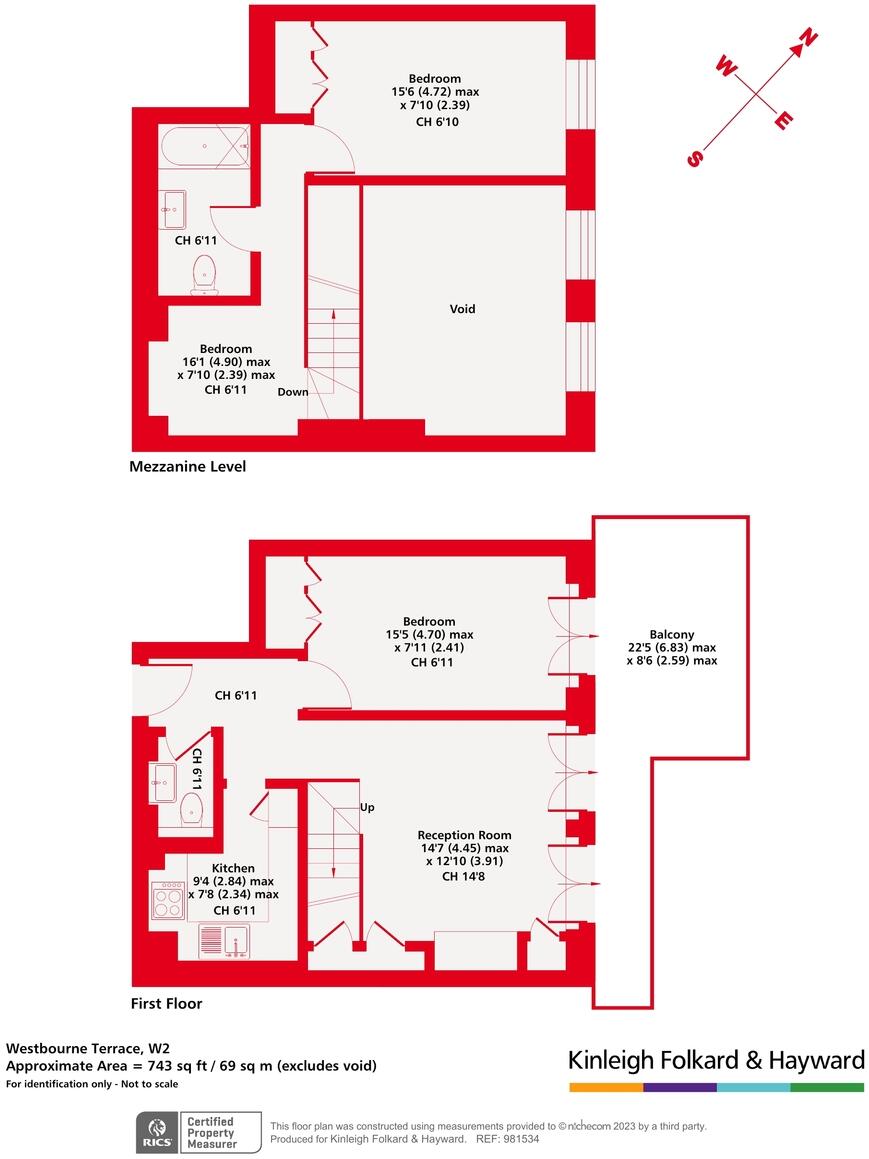 Bedroom
15'6 (4.72) max
x 7'10 (2.39)
CH 6'10
N
W
E
S
CH 6'11
Void
Bedroom
16'1 (4.90) max
x 7'10 (2.39) max
CH 6'11
Down
Mezzanine Level
Bedroom
15'5 (4.70) max
x 7'11 (2.41)
CH 6'11
Balcony
22'5 (6.83) max
x 8'6 (2.59) max
CH 6'11
CH 6'11
Up
Reception Room
14'7 (4.45) max
x 12'10 (3.91)
CH 14'8
Kitchen
9'4 (2.84) max
x 7'8 (2.34) max
CH 6'11
First Floor
Westbourne Terrace, W2
Approximate Area = 743 sq ft / 69 sq m (excludes void)
For identification only - Not to scale
Kinleigh Folkard & Hayward
RICS
Certified
Property
Measurer
This floor plan was constructed using measurements provided to © nichecom 2023 by a third party.
Produced for Kinleigh Folkard & Hayward. REF: 981534